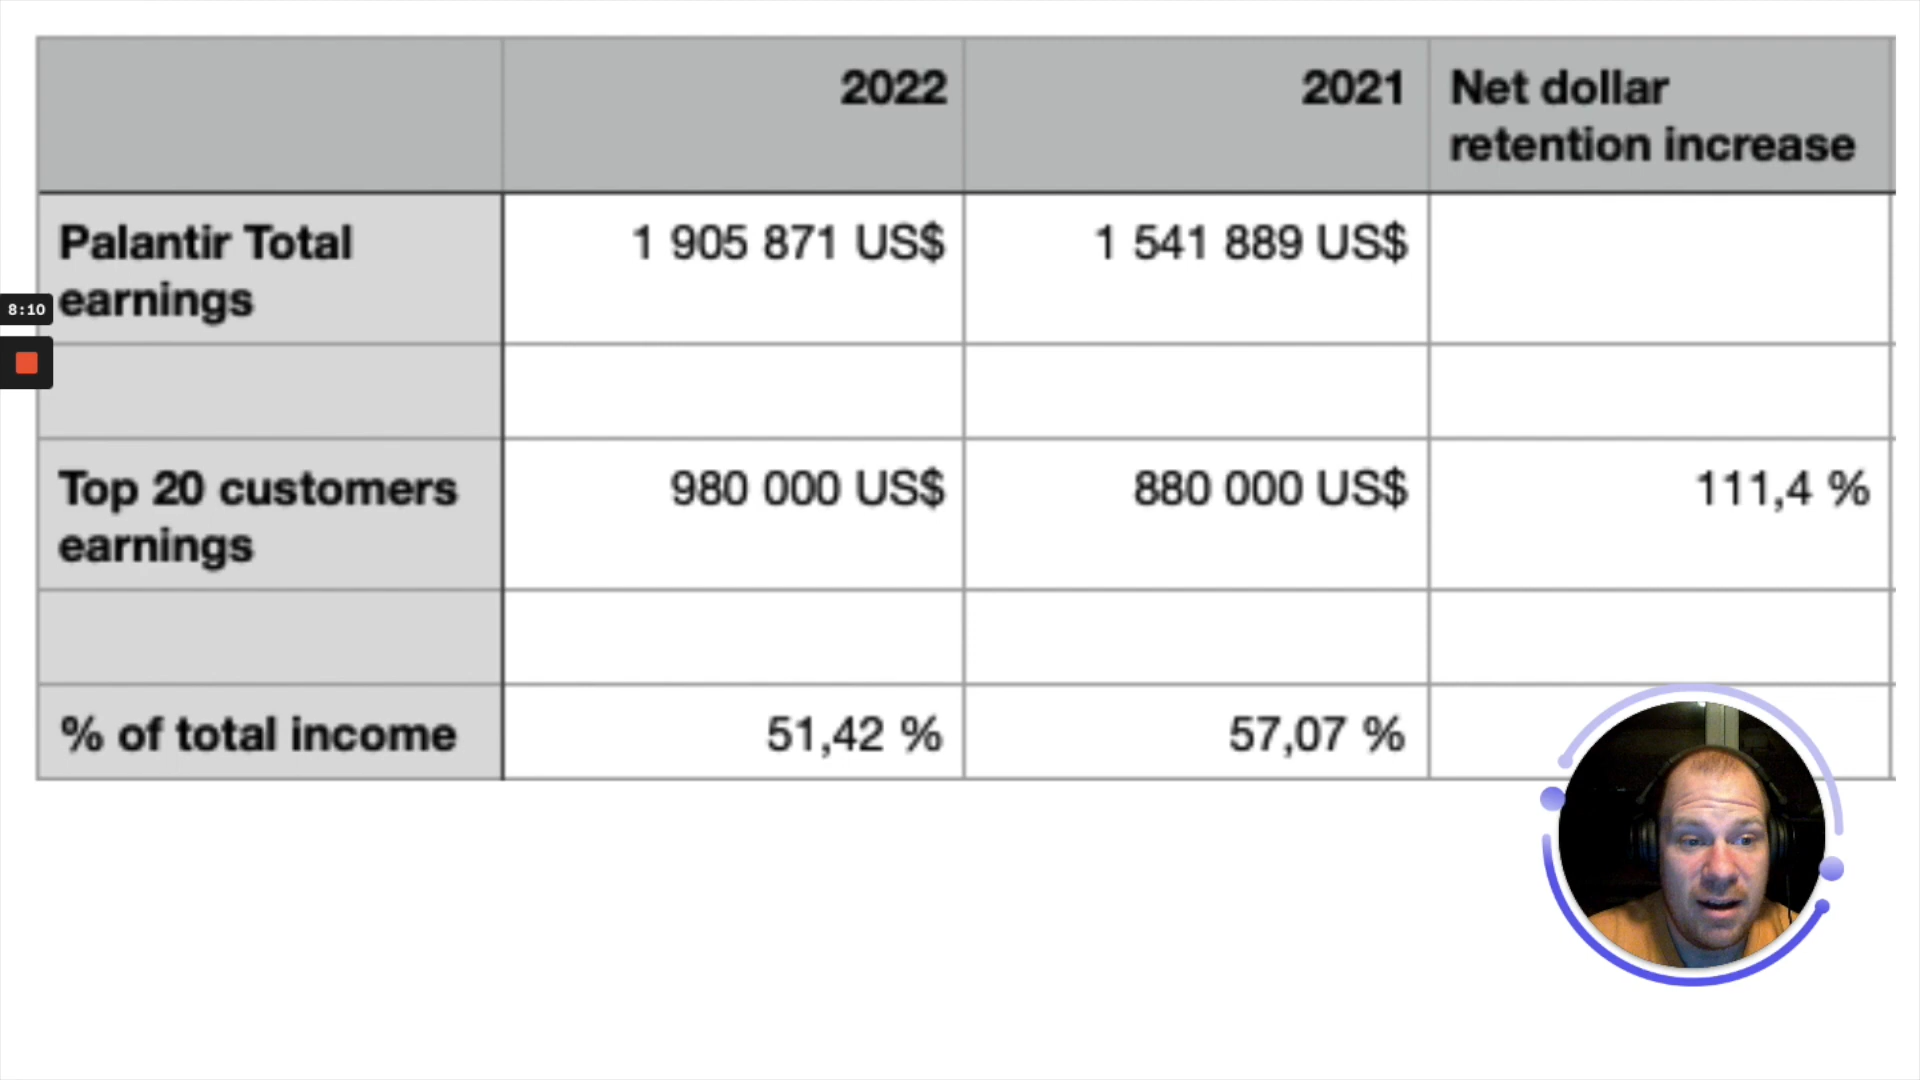 2022 2021 Net dollar
retention increase
Palantir Total
earnings 1 905 871 US$ 1 541 889 US$
8:10
Top 20 customers
earnings 980 000 US$ 880 000 US$ 111,4 %
% of total income 51,42 % 57,07 %